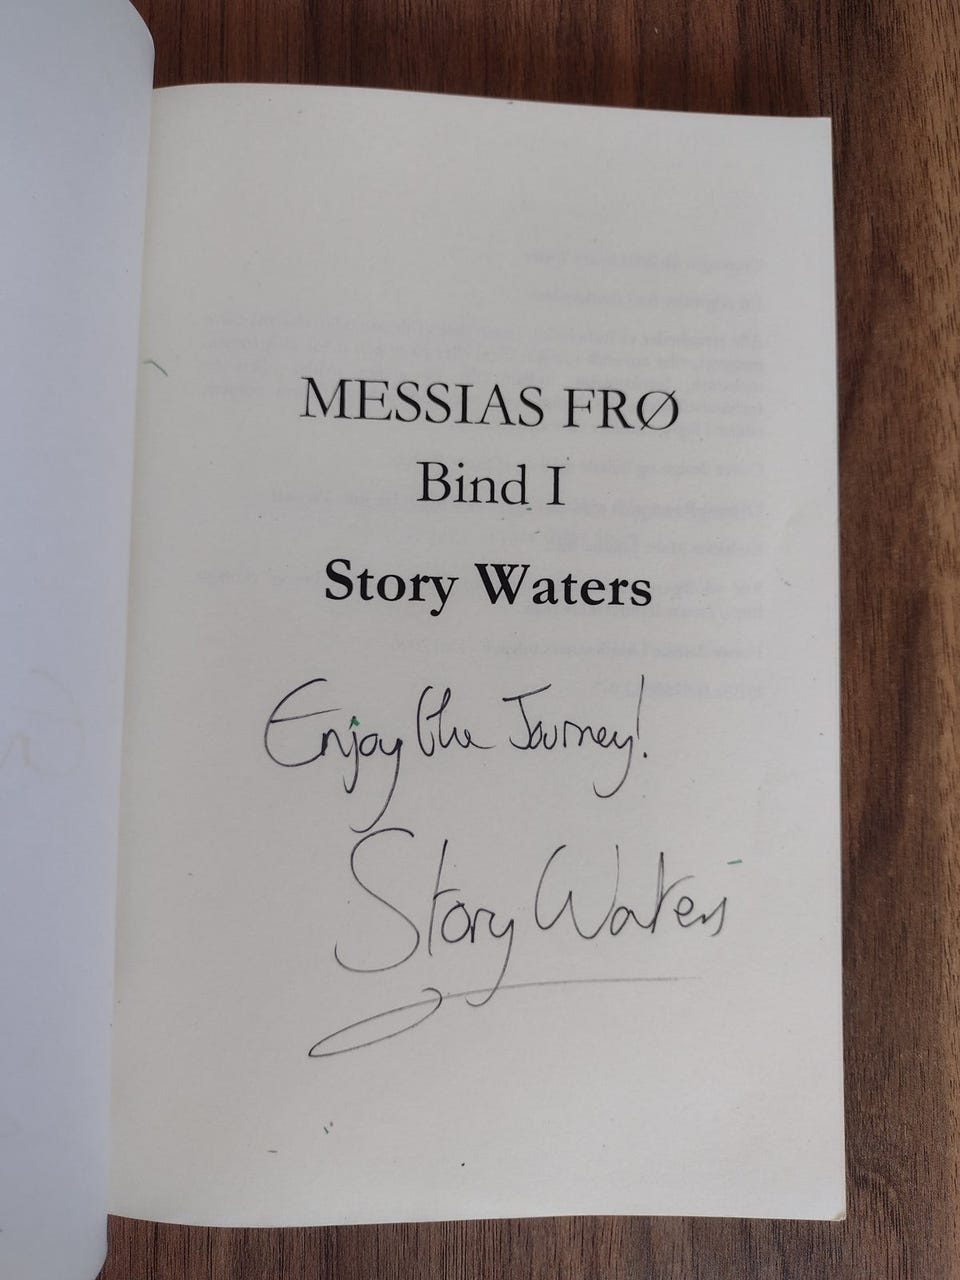 MESSIAS FRØ
Bind I
Story Waters
Enjoy the Journey!
Story Waters